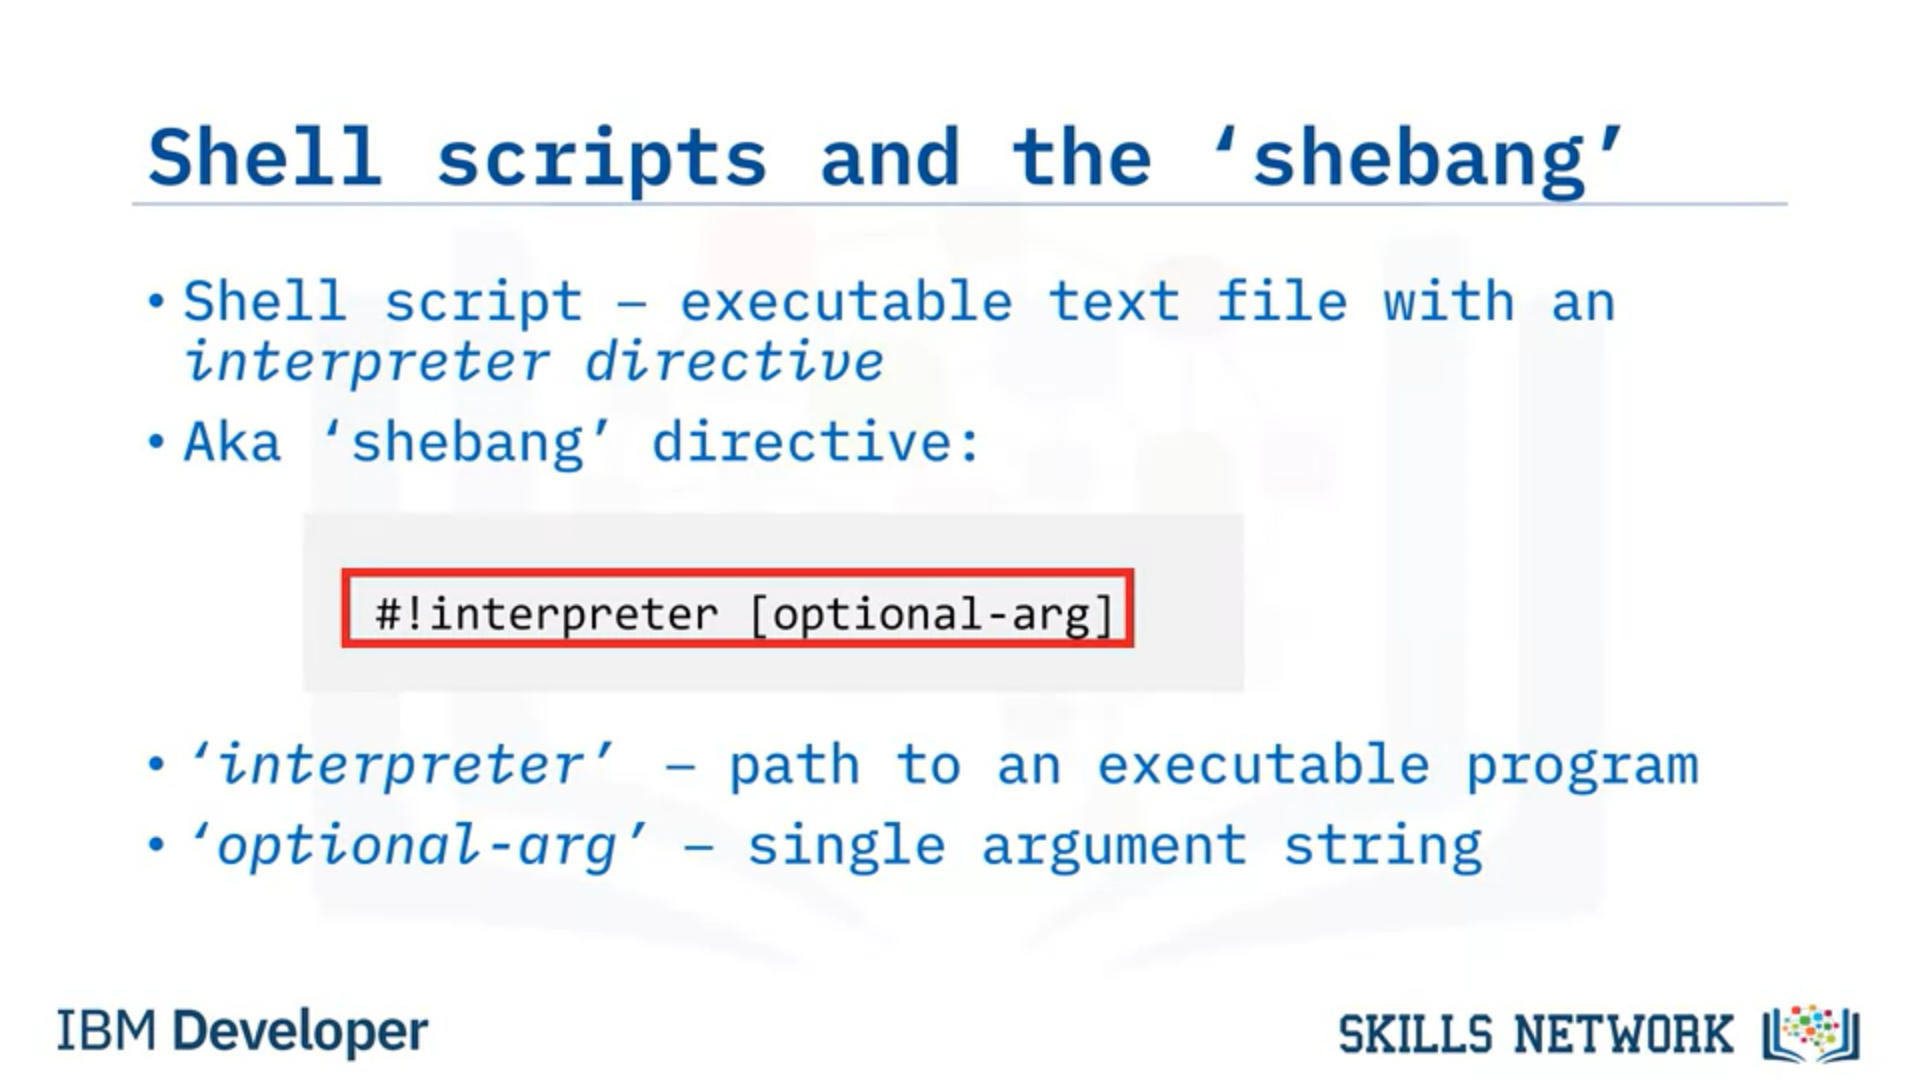 Shell scripts and the ‘shebang’
• Shell script – executable text file with an
interpreter directive
• Aka ‘shebang’ directive:
#!interpreter [optional-arg]
• ‘interpreter’ – path to an executable program
• ‘optional-arg’ – single argument string
IBM Developer
SKILLS NETWORK